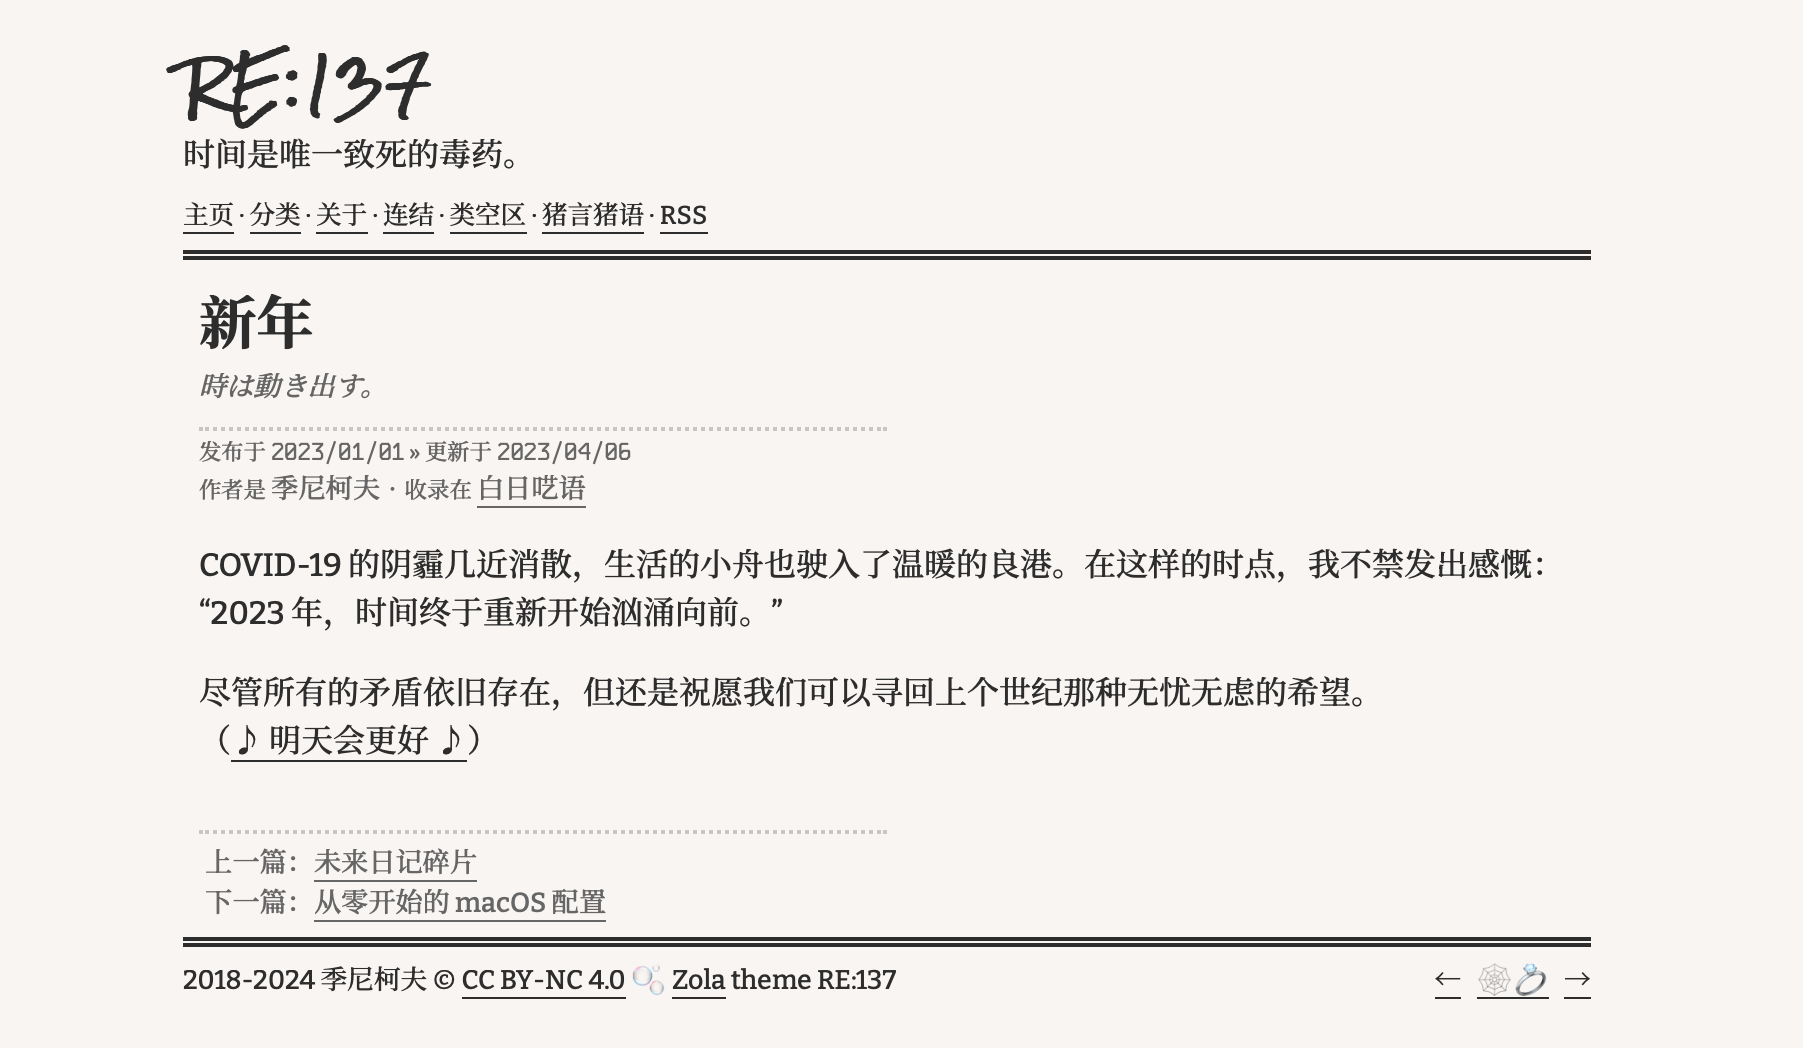 RE:137
时间是唯一致死的毒药。
主页 · 分类 · 关于 · 连结 · 类空区 · 猪言猪语 · RSS
新年
時は動き出す。
发布于 2023/01/01 » 更新于 2023/04/06
作者是 季尼柯夫 · 收录在 白日呓语
COVID-19 的阴霾几近消散，生活的小舟也驶入了温暖的良港。在这样的时点，我不禁发出感慨：
“2023 年，时间终于重新开始汹涌向前。”
尽管所有的矛盾依旧存在，但还是祝愿我们可以寻回上个世纪那种无忧无虑的希望。
（♪ 明天会更好 ♪）
上一篇：未来日记碎片
下一篇：从零开始的 macOS 配置
2018-2024 季尼柯夫 © CC BY-NC 4.0 🫧 Zola theme RE:137 ← 🕸️💍 →